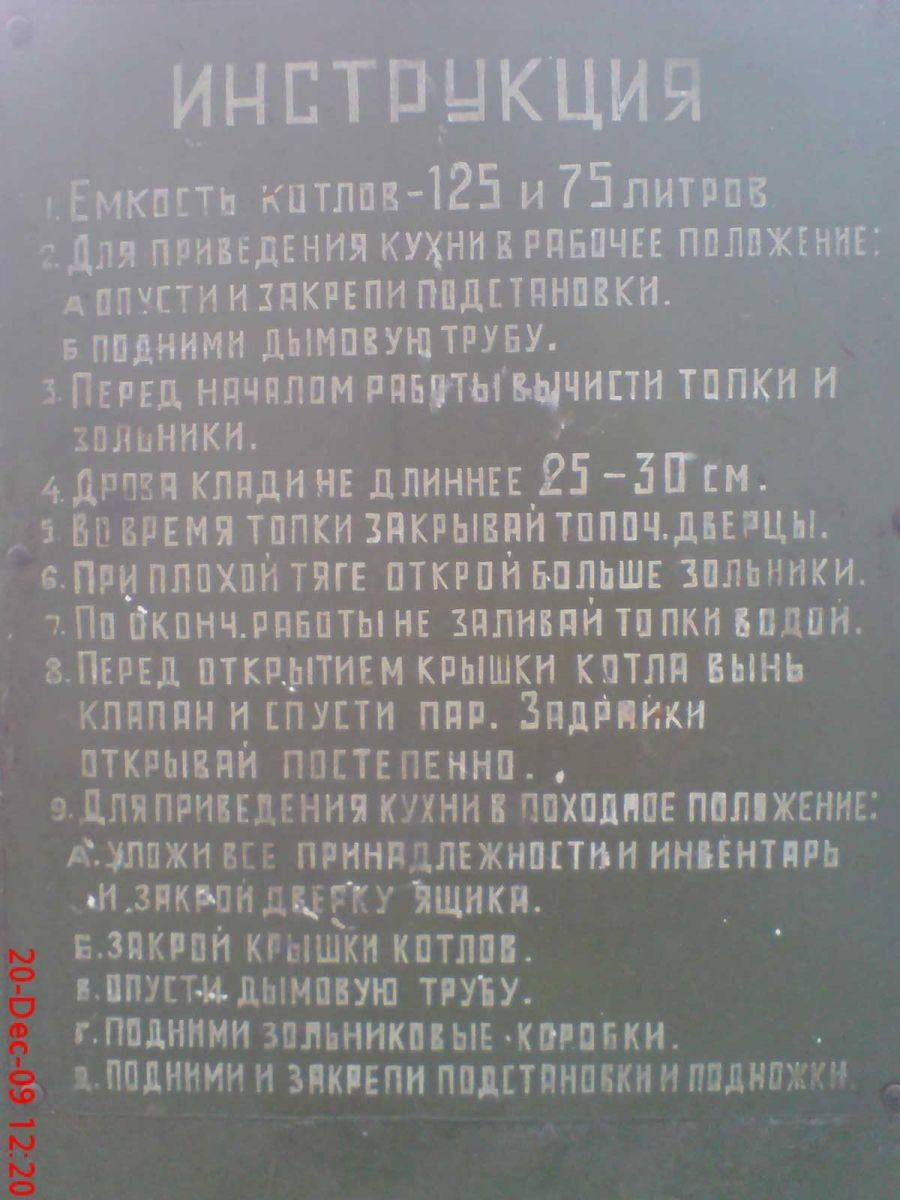 ИНСТРУКЦИЯ
1. ЕМКОСТЬ КОТЛОВ-125 И 75 ЛИТРОВ
2. ДЛЯ ПРИВЕДЕНИЯ КУХНИ В РАБОЧЕЕ ПОЛОЖЕНИЕ:
А ОПУСТИ И ЗАКРЕПИ ПОДСТАНОВКИ.
Б ПОДНИМИ ДЫМОВУЮ ТРУБУ.
3. ПЕРЕД НАЧАЛОМ РАБОТЫ ВЫЧИСТИ ТОПКИ И
ЗОЛЬНИКИ.
4. ДРОВА КЛАДИ НЕ ДЛИННЕЕ 25-30 СМ.
5. ВО ВРЕМЯ ТОПКИ ЗАКРЫВАЙ ТОПОЧ. ДВЕРЦЫ.
6. ПРИ ПЛОХОЙ ТЯГЕ ОТКРОЙ БОЛЬШЕ ЗОЛЬНИКИ.
7. ПО ОКОНЧ. РАБОТЫ НЕ ЗАЛИВАЙ ТОПКИ ВОДОЙ.
8. ПЕРЕД ОТКРЫТИЕМ КРЫШКИ КОТЛА ВЫНЬ
КЛАПАН И СПУСТИ ПАР. ЗАДРАЙКИ
ОТКРЫВАЙ ПОСТЕПЕННО.
9. ДЛЯ ПРИВЕДЕНИЯ КУХНИ В ПОХОДНОЕ ПОЛОЖЕНИЕ:
А. УЛОЖИ ВСЕ ПРИНАДЛЕЖНОСТИ И ИНВЕНТАРЬ
И ЗАКРОЙ ДВЕРКУ ЯЩИКА.
Б. ЗАКРОЙ КРЫШКИ КОТЛОВ.
В. ОПУСТИ ДЫМОВУЮ ТРУБУ.
Г. ПОДНИМИ ЗОЛЬНИКОВЫЕ КОРОБКИ.
Д. ПОДНИМИ И ЗАКРЕПИ ПОДСТАНОВКИ И ПОДНОЖКИ.
20-Dec-09 12:20